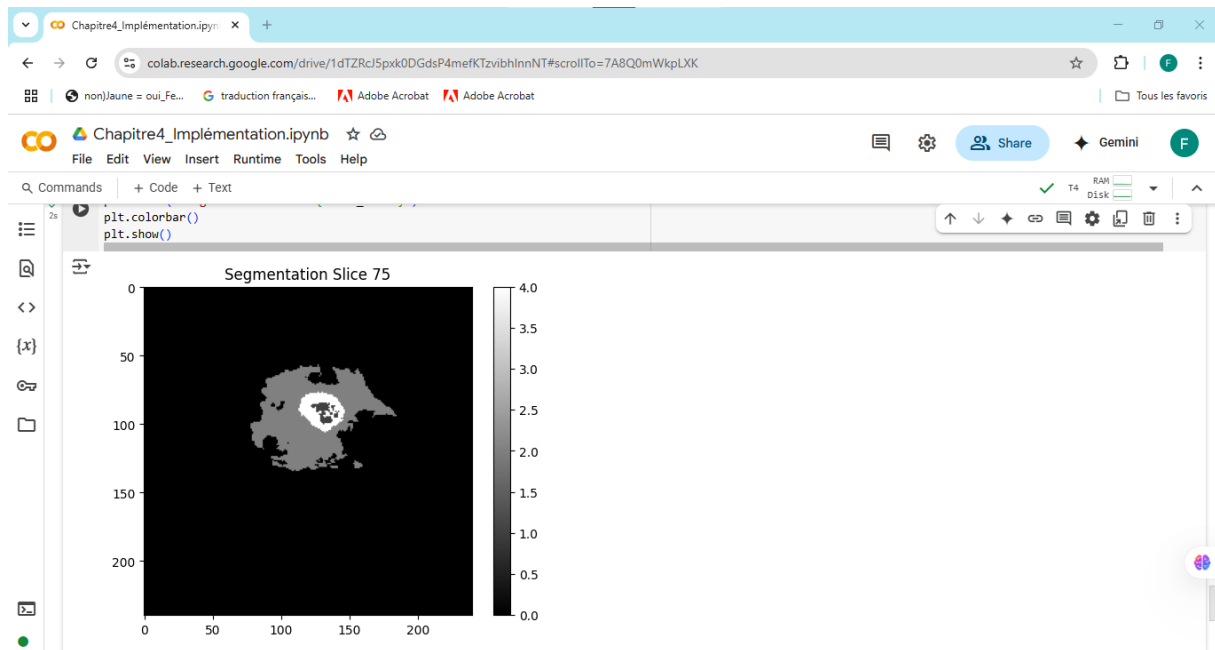 Chapitre4_Implémentation.ipyn
colab.research.google.com/drive/1dTZRcJ5pxk0DGdsP4mefKTzvibhInnNT#scrollTo=7A8Q0mWkpLXK
F
non)Jaune = oui_Fe...
traduction français...
Adobe Acrobat
Adobe Acrobat
Tous les favoris
Chapitre4_Implémentation.ipynb
File Edit View Insert Runtime Tools Help
Share
Gemini
F
Commands + Code + Text
T4
RAM
Disk
2s
plt.colorbar()
plt.show()
{x}
Segmentation Slice 75
0
50
100
150
200
0 50 100 150 200
4.0
3.5
3.0
2.5
2.0
1.5
1.0
0.5
0.0